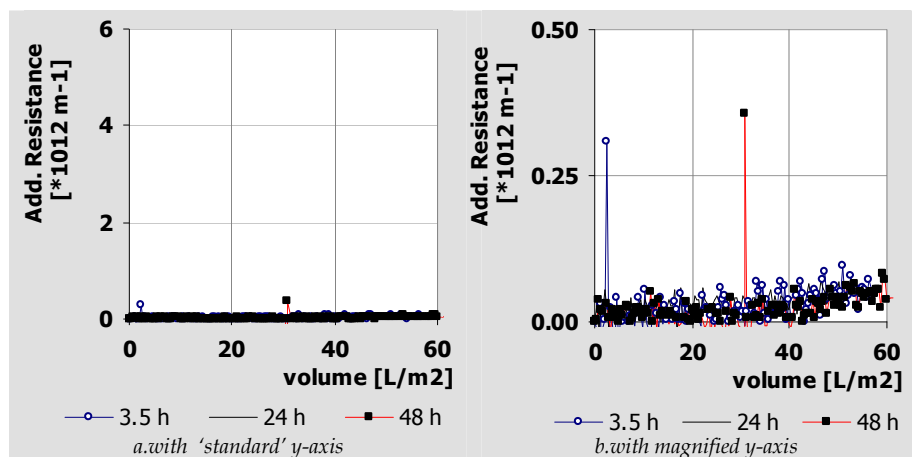 Add. Resistance
[*1012 m-1]
6
4
2
0
0 20 40 60
volume [L/m2]
3.5 h 24 h 48 h
a.with 'standard' y-axis
Add. Resistance
[*1012 m-1]
0.50
0.25
0.00
0 20 40 60
volume [L/m2]
3.5 h 24 h 48 h
b.with magnified y-axis